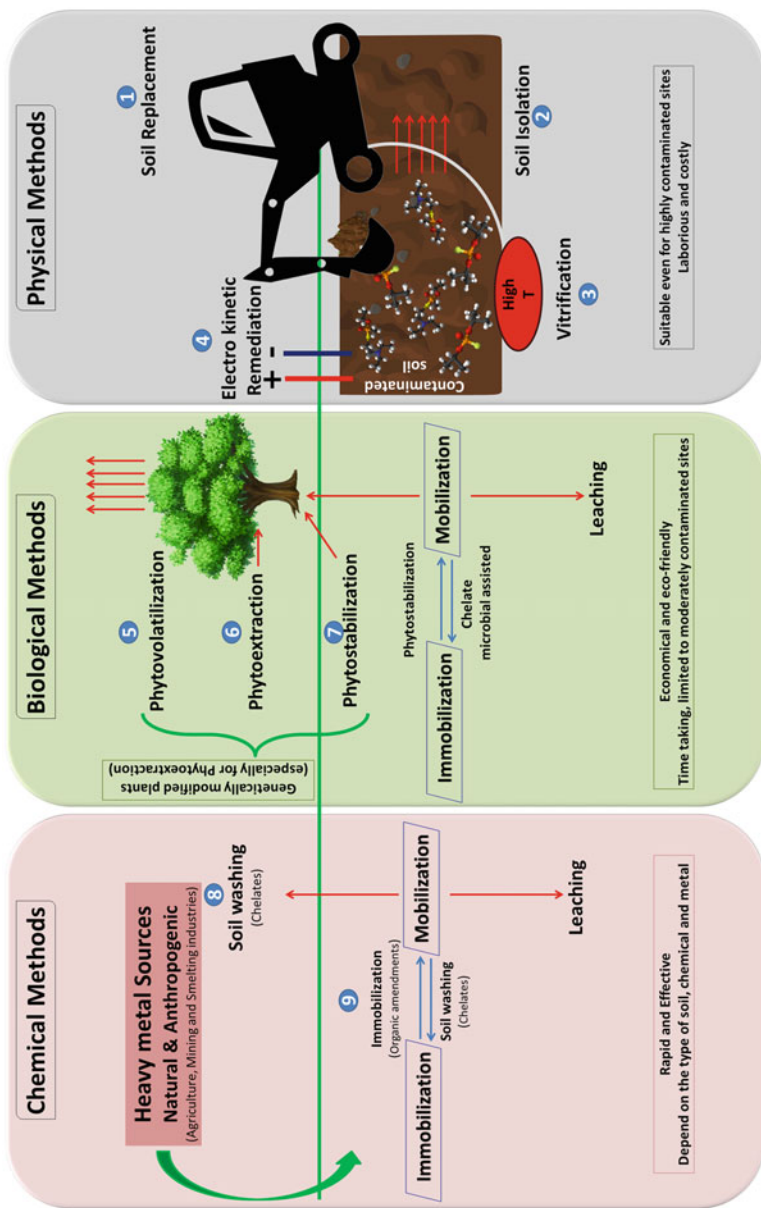 Chemical Methods
Heavy metal Sources
Natural & Anthropogenic
(Agriculture, Mining and Smelting industries)
8
Soil washing
(Chelates)
9
Immobilization
(Organic amendments)
Immobilization
Mobilization
Soil washing
(Chelates)
Leaching
Rapid and Effective
Depend on the type of soil, chemical and metal
Biological Methods
Genetically modified plants
(especially for Phytoextraction)
5
Phytovolatilization
6
Phytoextraction
7
Phytostabilization
Phytostabilization
Immobilization
Mobilization
Chelate
microbial assisted
Leaching
Economical and eco-friendly
Time taking, limited to moderately contaminated sites
Physical Methods
1
Soil Replacement
4
Electro kinetic
Remediation
+ -
Contaminated
soil
High
T
3
Vitrification
Soil Isolation
2
Suitable even for highly contaminated sites
Laborious and costly